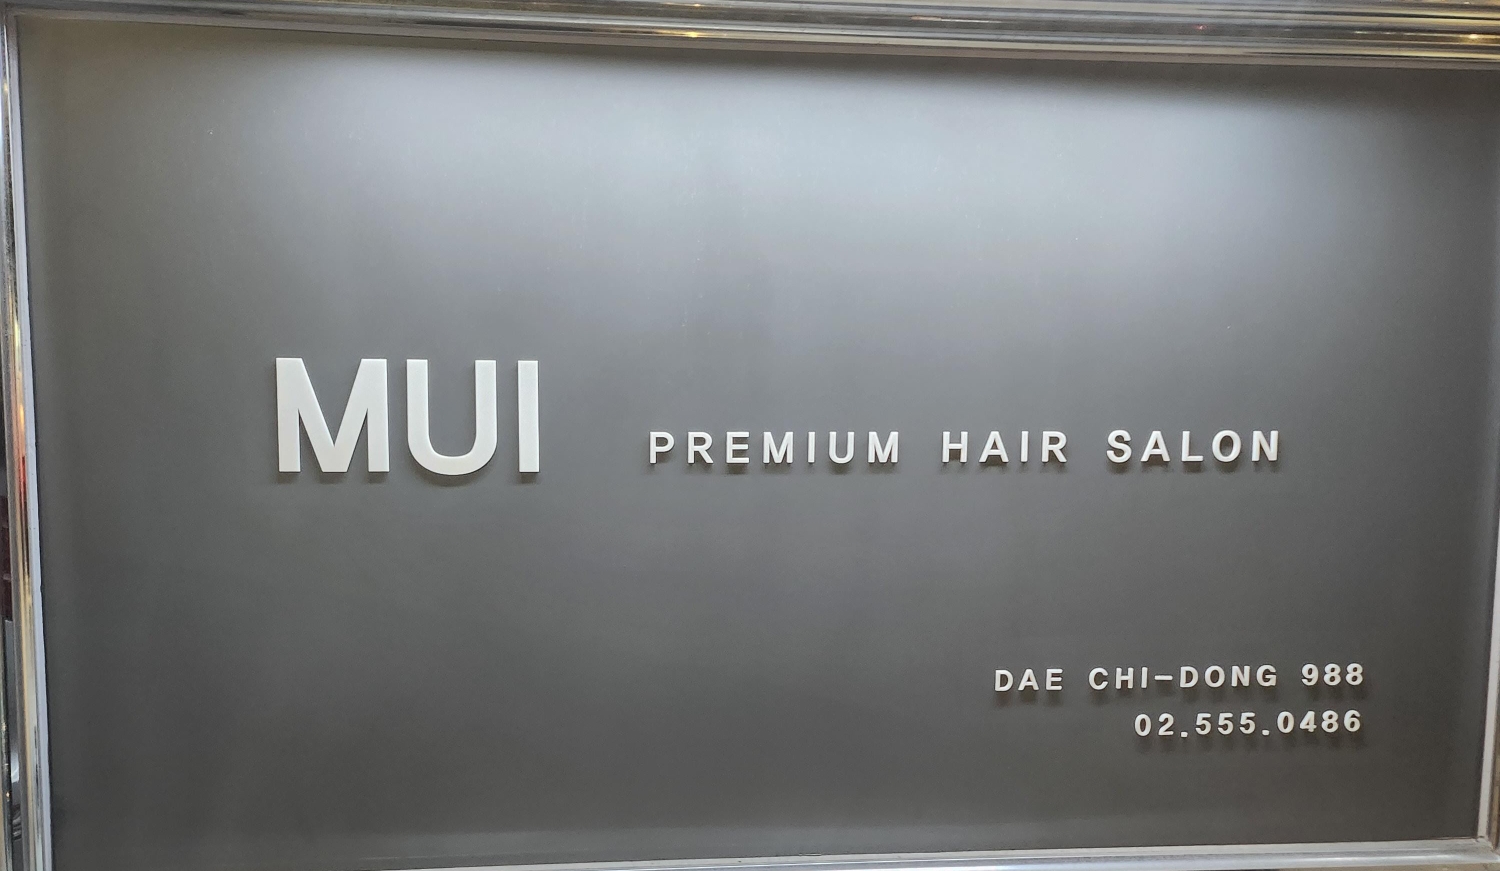 MUI PREMIUM HAIR SALON
DAE CHI-DONG 988
02.555.0486